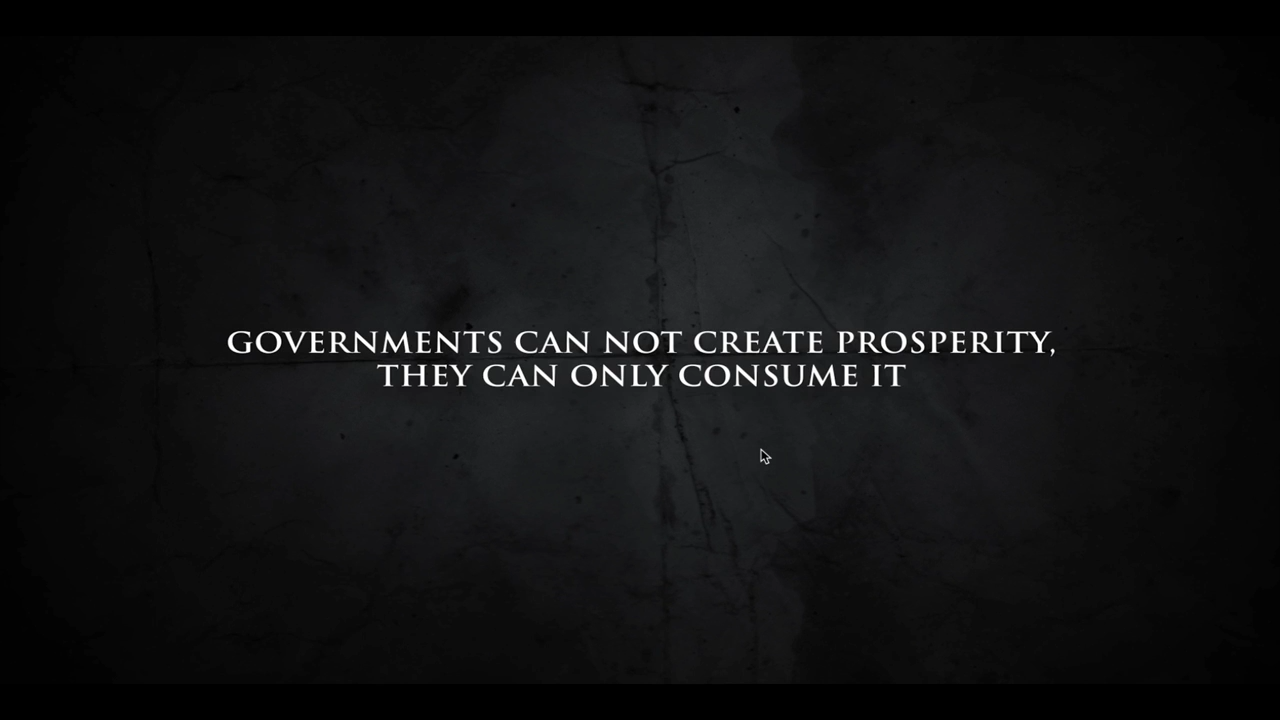 GOVERNMENTS CAN NOT CREATE PROSPERITY,
THEY CAN ONLY CONSUME IT